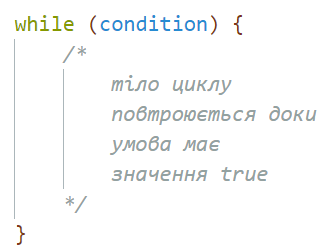 while (condition) {
/*
тіло циклу
повтроюється доки
умова має
значення true
*/
}